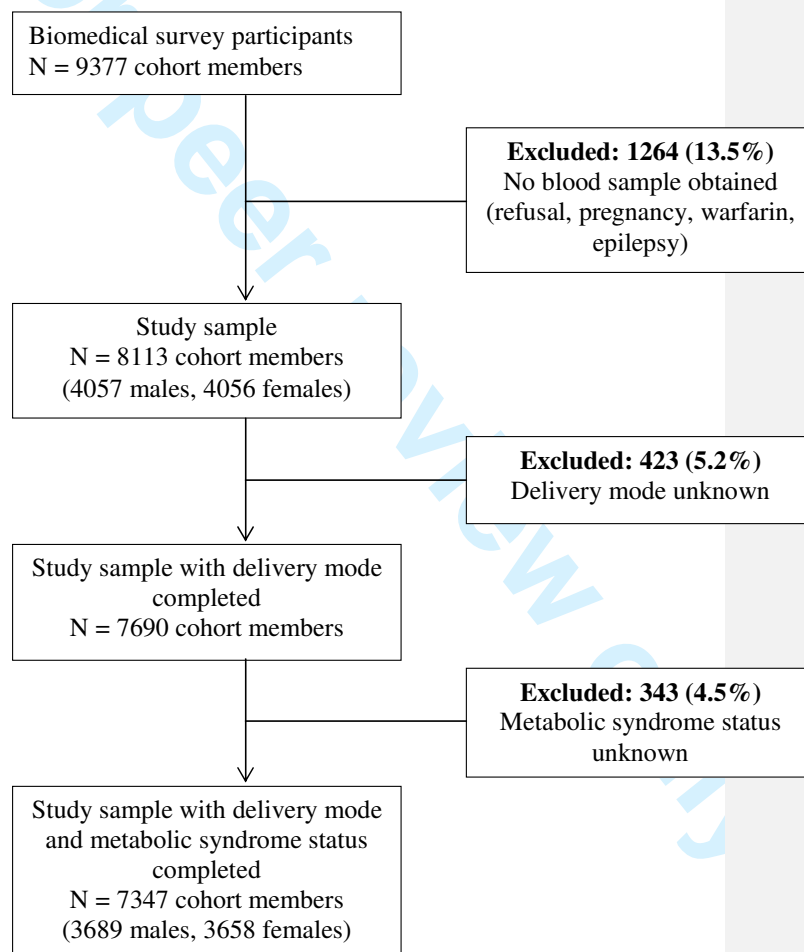 Biomedical survey participants
N = 9377 cohort members
Excluded: 1264 (13.5%)
No blood sample obtained
(refusal, pregnancy, warfarin,
epilepsy)
Study sample
N = 8113 cohort members
(4057 males, 4056 females)
Excluded: 423 (5.2%)
Delivery mode unknown
Study sample with delivery mode
completed
N = 7690 cohort members
Excluded: 343 (4.5%)
Metabolic syndrome status
unknown
Study sample with delivery mode
and metabolic syndrome status
completed
N = 7347 cohort members
(3689 males, 3658 females)
peer review only